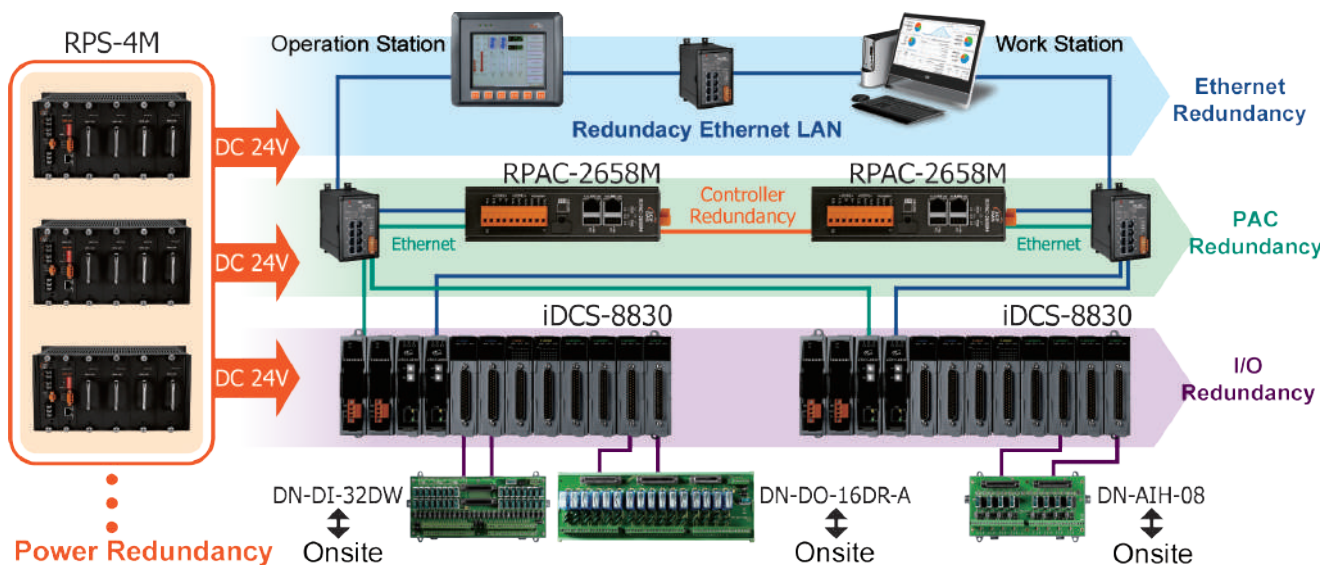 RPS-4M
Operation Station
Work Station
Ethernet
Redundancy
Redundacy Ethernet LAN
DC 24V
RPAC-2658M
RPAC-2658M
Controller
Redundancy
Ethernet
Ethernet
PAC
Redundancy
DC 24V
iDCS-8830
iDCS-8830
DC 24V
I/O
Redundancy
DN-DI-32DW
DN-DO-16DR-A
DN-AIH-08
Onsite
Onsite
Onsite
Power Redundancy